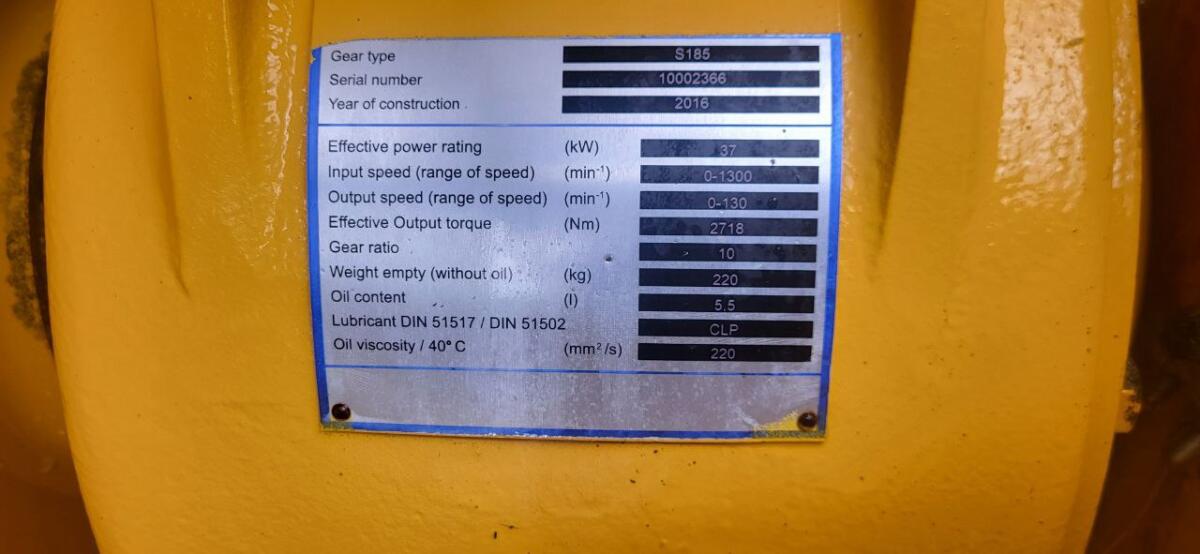 Gear type S185
Serial number 10002366
Year of construction 2016
Effective power rating (kW) 37
Input speed (range of speed) (min⁻¹) 0-1300
Output speed (range of speed) (min⁻¹) 0-130
Effective Output torque (Nm) 2718
Gear ratio 10
Weight empty (without oil) (kg) 220
Oil content (l) 5,5
Lubricant DIN 51517 / DIN 51502 CLP
Oil viscosity / 40° C (mm²/s) 220